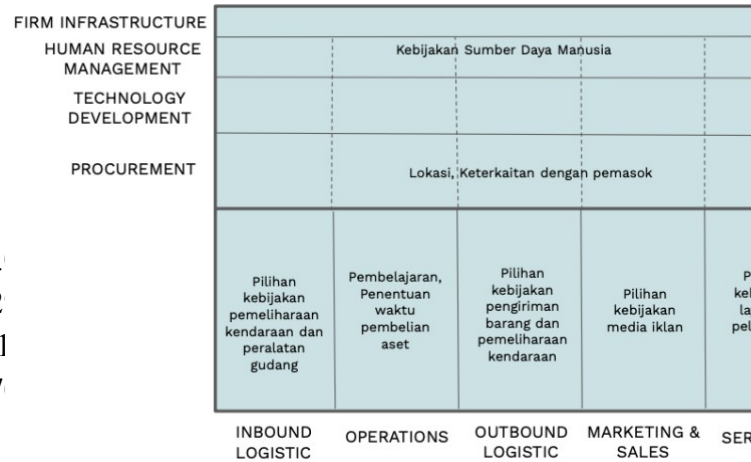 FIRM INFRASTRUCTURE
HUMAN RESOURCE
MANAGEMENT
Kebijakan Sumber Daya Manusia
TECHNOLOGY
DEVELOPMENT
PROCUREMENT
Lokasi, Keterkaitan dengan pemasok
Pilihan
kebijakan
pemeliharaan
kendaraan dan
peralatan
gudang
Pembelajaran,
Penentuan
waktu
pembelian
aset
Pilihan
kebijakan
pengiriman
barang dan
pemeliharaan
kendaraan
Pilihan
kebijakan
media iklan
INBOUND
LOGISTIC
OPERATIONS
OUTBOUND
LOGISTIC
MARKETING &
SALES